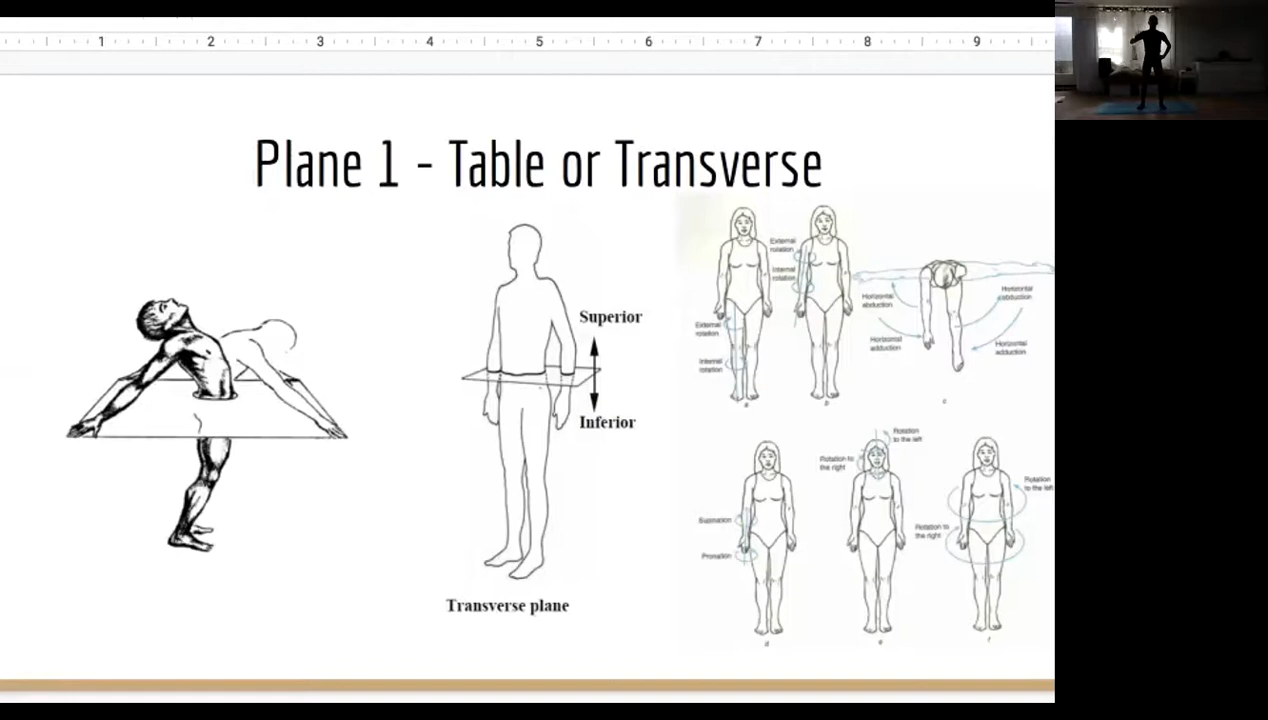 1 2 3 4 5 6 7 8 9
Plane 1 - Table or Transverse
Superior
Inferior
Transverse plane
External
rotation
Internal
rotation
External
rotation
Internal
rotation
a
b
Horizontal
abduction
Horizontal
abduction
Horizontal
adduction
Horizontal
adduction
c
Supination
Pronation
d
Rotation
to the left
Rotation to
the right
e
Rotation
to the left
Rotation to
the right
f